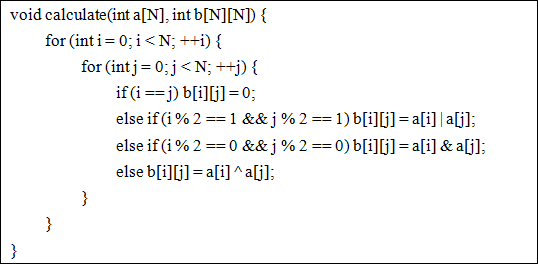 void calculate(int a[N], int b[N][N]) {
for (int i = 0; i < N; ++i) {
for (int j = 0; j < N; ++j) {
if (i == j) b[i][j] = 0;
else if (i % 2 == 1 && j % 2 == 1) b[i][j] = a[i] | a[j];
else if (i % 2 == 0 && j % 2 == 0) b[i][j] = a[i] & a[j];
else b[i][j] = a[i] ^ a[j];
}
}
}